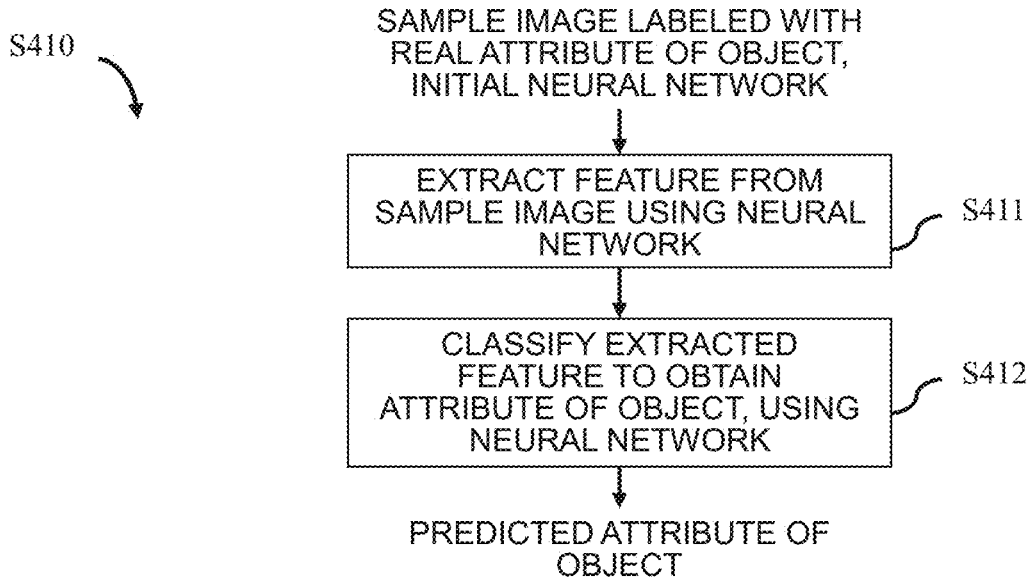 S410
SAMPLE IMAGE LABELED WITH
REAL ATTRIBUTE OF OBJECT,
INITIAL NEURAL NETWORK
EXTRACT FEATURE FROM
SAMPLE IMAGE USING NEURAL
NETWORK
S411
CLASSIFY EXTRACTED
FEATURE TO OBTAIN
ATTRIBUTE OF OBJECT, USING
NEURAL NETWORK
S412
PREDICTED ATTRIBUTE OF
OBJECT